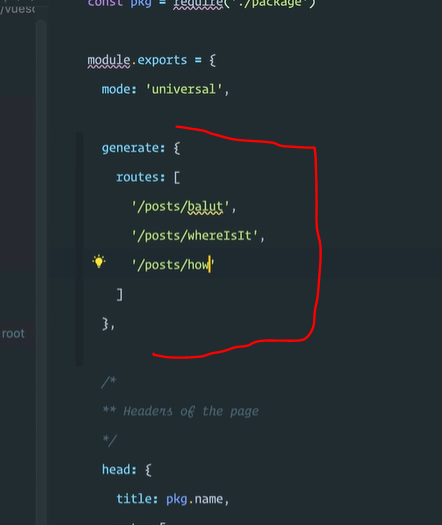 /vuesc
const pkg = require('./package')
module.exports = {
mode: 'universal',
generate: {
routes: [
'/posts/balut',
'/posts/whereIsIt',
'/posts/how'
]
},
root
/*
** Headers of the page
*/
head: {
title: pkg.name,